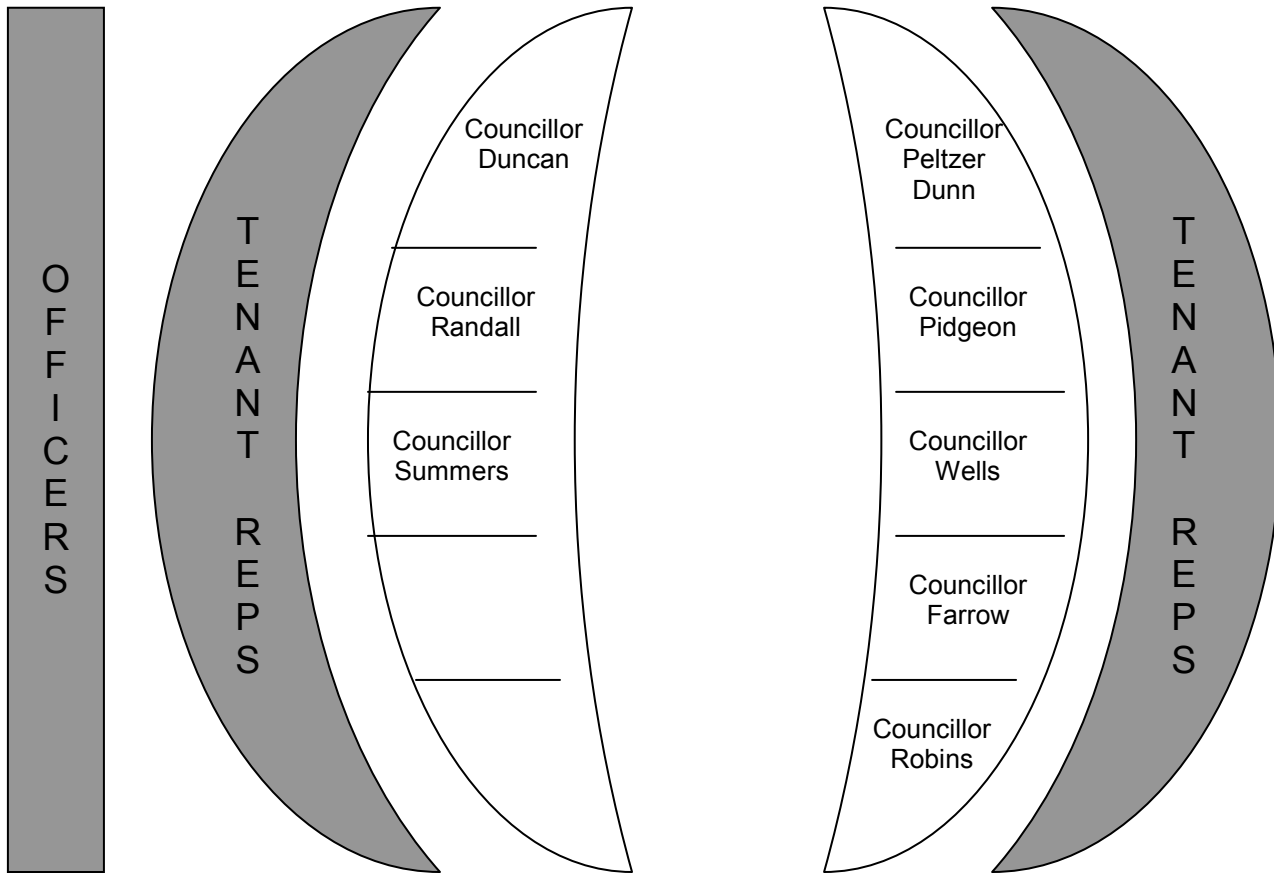 OFFICERS
TENANT REPS
Councillor
Duncan
Councillor
Randall
Councillor
Summers
Councillor
Peltzer
Dunn
Councillor
Pidgeon
Councillor
Wells
Councillor
Farrow
Councillor
Robins
TENANT REPS